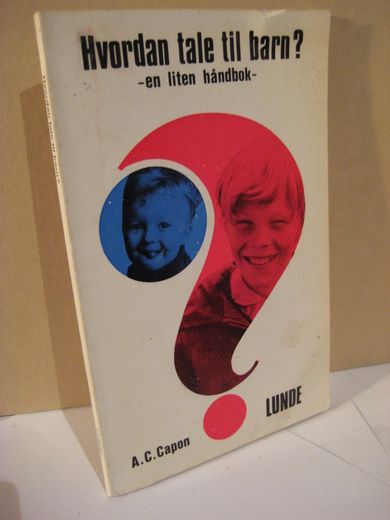 Hvordan tale til barn?
~en liten håndbok~
A.C.Capon
LUNDE